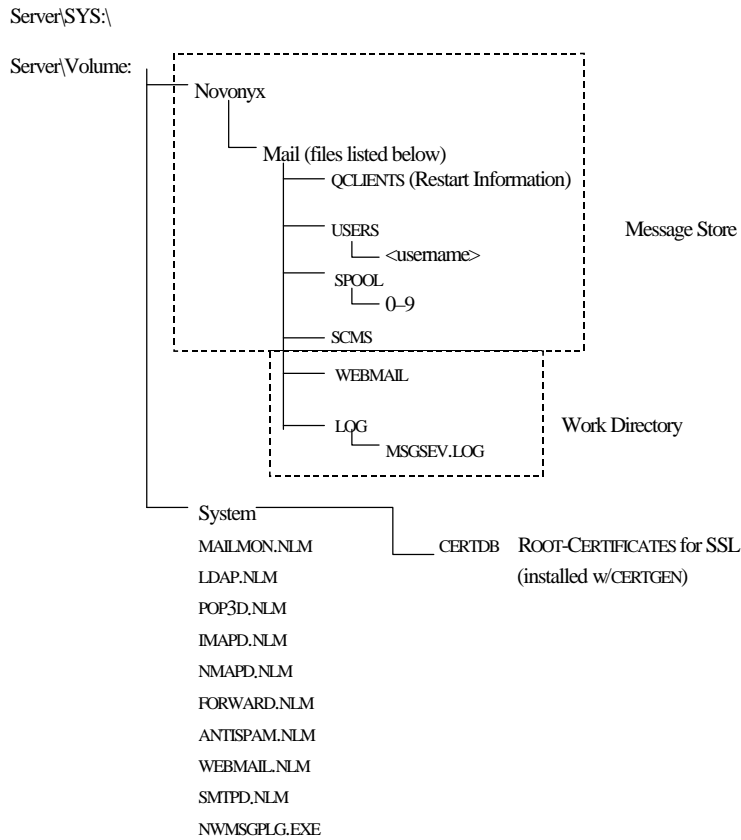 Server\SYS:\
Server\Volume:
Novonyx
Mail (files listed below)
QCLIENTS (Restart Information)
USERS
Message Store
<username>
SPOOL
0–9
SCMS
WEBMAIL
LOG
Work Directory
MSGSEV.LOG
System
MAILMON.NLM
CERTDB ROOT-CERTIFICATES for SSL
LDAP.NLM
(installed w/CERTGEN)
POP3D.NLM
IMAPD.NLM
NMAPD.NLM
FORWARD.NLM
ANTISPAM.NLM
WEBMAIL.NLM
SMTPD.NLM
NWMSGPLG.EXE